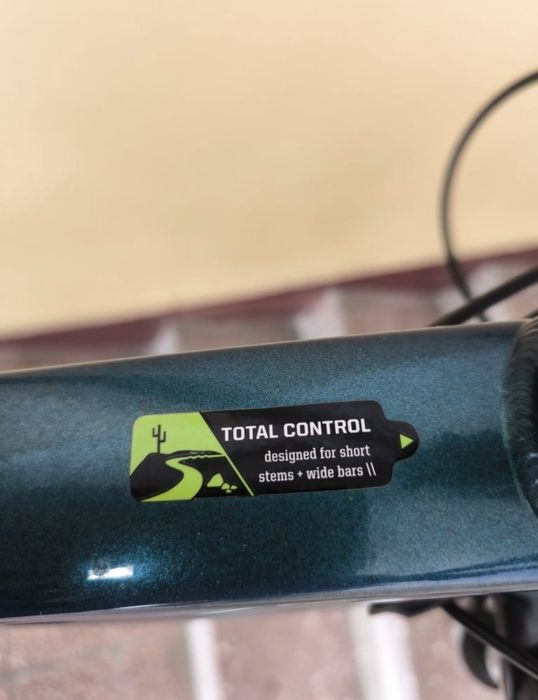 TOTAL CONTROL
designed for short
stems + wide bars \\